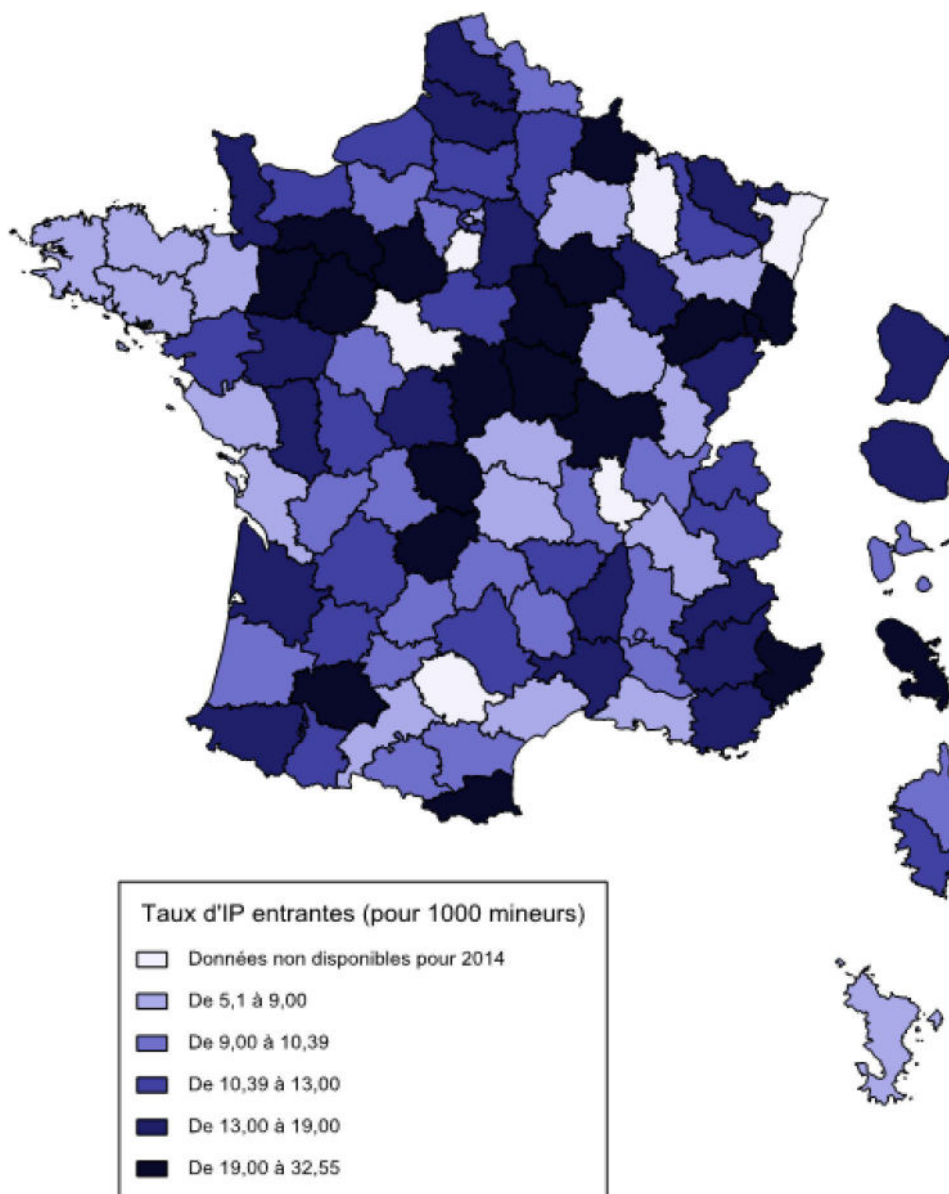 Taux d'IP entrantes (pour 1000 mineurs)
Données non disponibles pour 2014
De 5,1 à 9,00
De 9,00 à 10,39
De 10,39 à 13,00
De 13,00 à 19,00
De 19,00 à 32,55